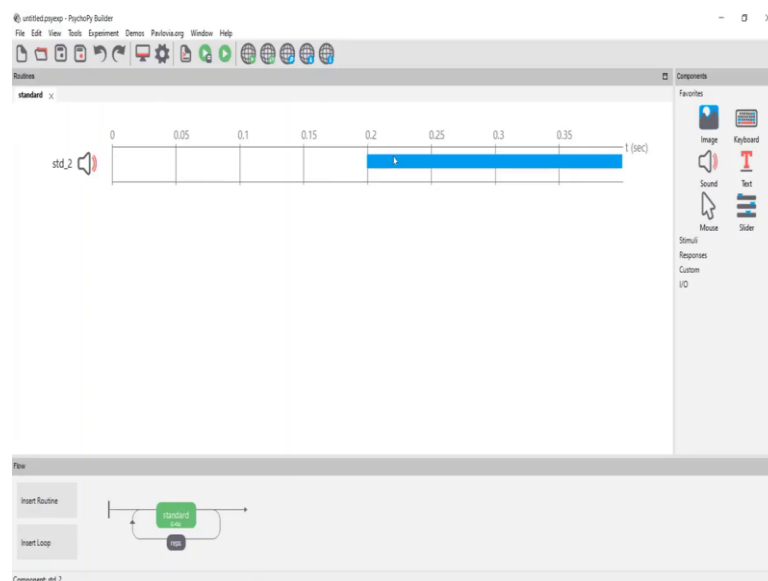 untitled.psyexp - PsychoPy Builder
File Edit View Tools Experiment Demos Pavlovia.org Window Help
Routines
Components
standard x
Favorites
0 0.05 0.1 0.15 0.2 0.25 0.3 0.35
t (sec)
std_2
Image Keyboard
Sound Text
Mouse Slider
Stimuli
Responses
Custom
I/O
Flow
Insert Routine
standard
reps
Insert Loop
Component: std_2